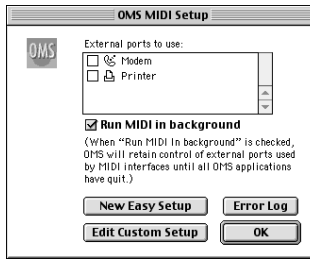 OMS MIDI Setup
OMS
External ports to use:
Modem
Printer
Run MIDI in background
(When “Run MIDI In background” is checked,
OMS will retain control of external ports used
by MIDI interfaces until all OMS applications
have quit.)
New Easy Setup
Error Log
Edit Custom Setup
OK